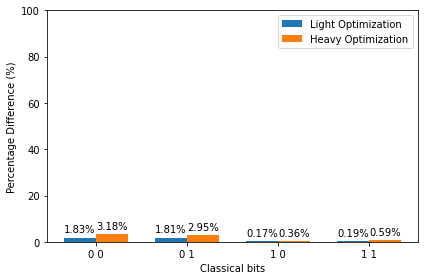 100
80
60
40
20
0
Percentage Difference (%)
Light Optimization
Heavy Optimization
1.83% 3.18% 1.81% 2.95% 0.17% 0.36% 0.19% 0.59%
0 0 0 1 1 0 1 1
Classical bits